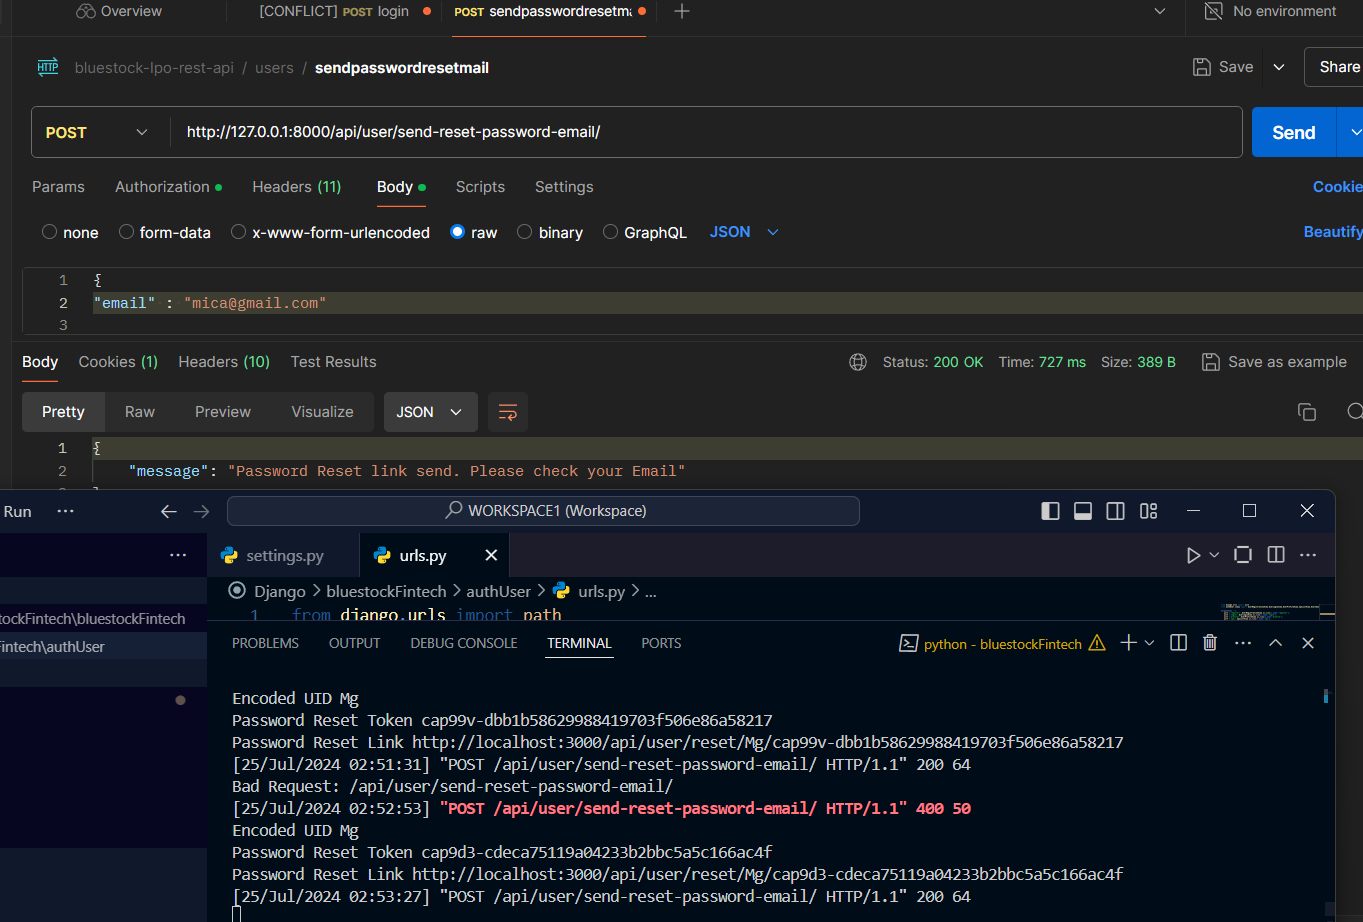 Overview [CONFLICT] POST login POST sendpasswordresetma No environment
HTTP bluestock-Ipo-rest-api / users / sendpasswordresetmail Save Share
POST http://127.0.0.1:8000/api/user/send-reset-password-email/ Send
Params Authorization Headers (11) Body Scripts Settings Cookie
none form-data x-www-form-urlencoded raw binary GraphQL JSON Beautify
1 {
2 "email" : "mica@gmail.com"
3
Body Cookies (1) Headers (10) Test Results Status: 200 OK Time: 727 ms Size: 389 B Save as example
Pretty Raw Preview Visualize JSON
1 {
2 "message": "Password Reset link send. Please check your Email"
Run ... WORKSPACE1 (Workspace)
... settings.py urls.py ...
Django > bluestockFintech > authUser > urls.py > ...
tockFintech\bluestockFintech 1 from django.urls import path
Fintech\authUser PROBLEMS OUTPUT DEBUG CONSOLE TERMINAL PORTS python - bluestockFintech ...
Encoded UID Mg
Password Reset Token cap99v-dbb1b58629988419703f506e86a58217
Password Reset Link http://localhost:3000/api/user/reset/Mg/cap99v-dbb1b58629988419703f506e86a58217
[25/Jul/2024 02:51:31] "POST /api/user/send-reset-password-email/ HTTP/1.1" 200 64
Bad Request: /api/user/send-reset-password-email/
[25/Jul/2024 02:52:53] "POST /api/user/send-reset-password-email/ HTTP/1.1" 400 50
Encoded UID Mg
Password Reset Token cap9d3-cdeca75119a04233b2bbc5a5c166ac4f
Password Reset Link http://localhost:3000/api/user/reset/Mg/cap9d3-cdeca75119a04233b2bbc5a5c166ac4f
[25/Jul/2024 02:53:27] "POST /api/user/send-reset-password-email/ HTTP/1.1" 200 64